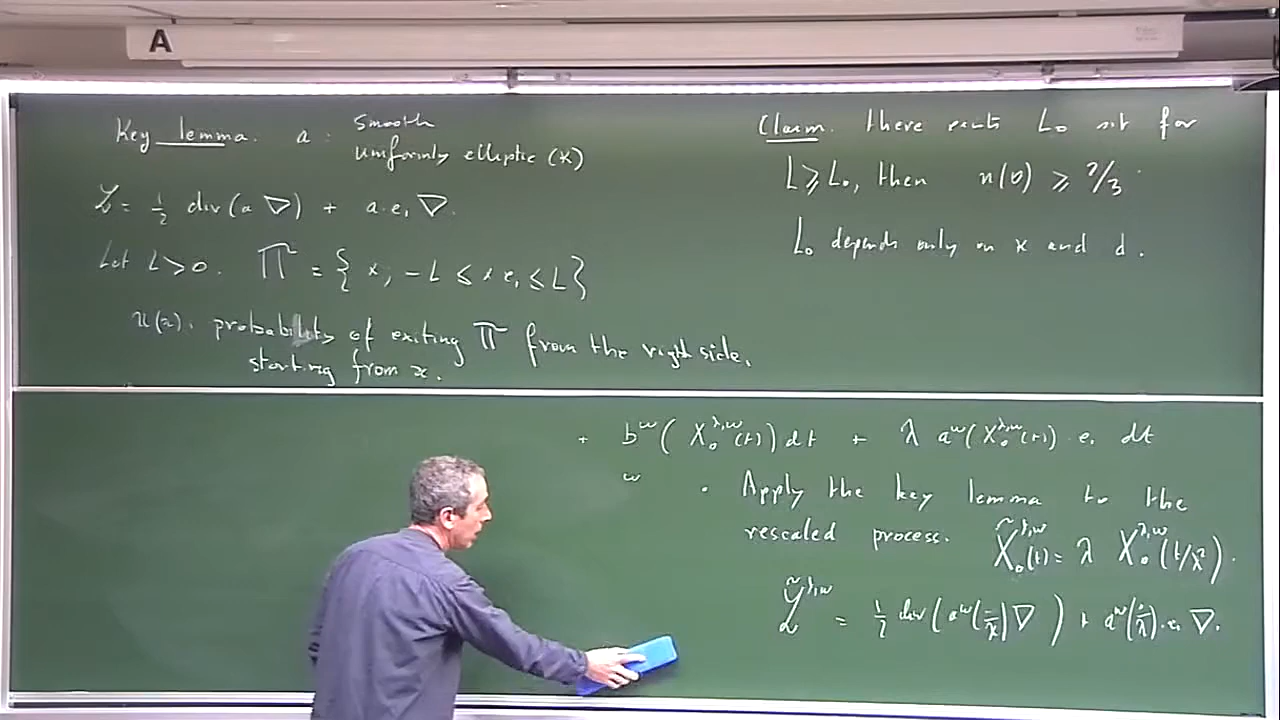 A
Key lemma. a : smooth
uniformly elliptic (κ)
ℒ = 1/2 div(a ∇) + a.e₁ ∇.
Let L > 0. Π = { x, -L ≤ x e₁ ≤ L }
u(x): probability of exiting Π from the right side,
starting from x.
Claim. There exists L₀ s.t for
L ≥ L₀, then u(0) ≥ 2/3.
L₀ depends only on κ and d.
+ b^ω( X₀^{λ,ω}(t) ) dt + λ a^ω(X₀^{λ,ω}(t)) . e₁ dt
ω
. Apply the key lemma to the
rescaled process. X̃₀^{λ,ω}(t) = λ X₀^{λ,ω}(t/λ²).
ℒ̃^{λ,ω} = 1/2 div( a^ω(./λ) ∇ ) + a^ω(./λ).e₁ ∇.